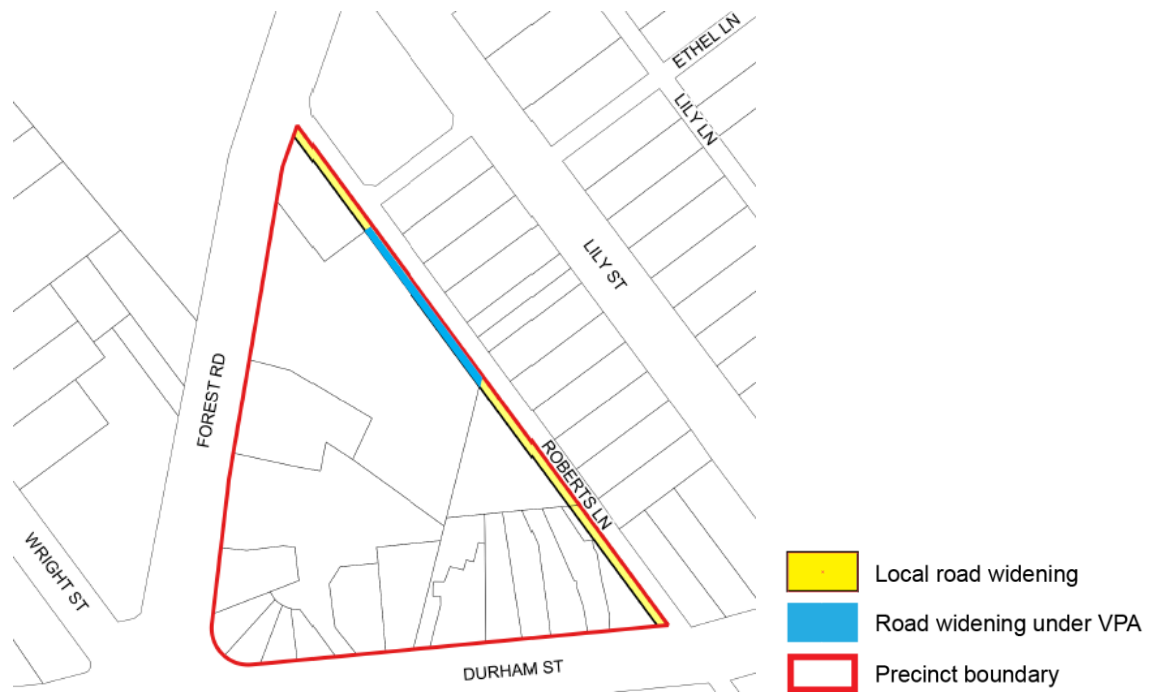 ETHEL LN
LILY LN
LILY ST
FOREST RD
ROBERTS LN
WRIGHT ST
DURHAM ST
Local road widening
Road widening under VPA
Precinct boundary